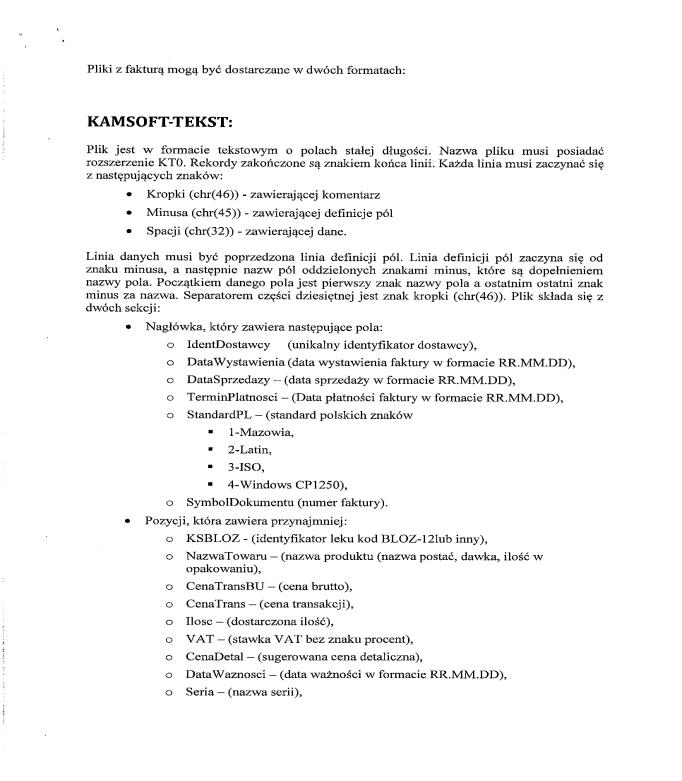 Pliki z fakturą mogą być dostarczane w dwóch formatach:
KAMSOFT-TEKST:
Plik jest w formacie tekstowym o polach stałej długości. Nazwa pliku musi posiadać
rozszerzenie KT0. Rekordy zakończone są znakiem końca linii. Każda linia musi zaczynać się
z następujących znaków:
• Kropki (chr(46)) - zawierającej komentarz
• Minusa (chr(45)) - zawierającej definicje pól
• Spacji (chr(32)) - zawierającej dane.
Linia danych musi być poprzedzona linia definicji pól. Linia definicji pól zaczyna się od
znaku minusa, a następnie nazw pól oddzielonych znakami minus, które są dopełnieniem
nazwy pola. Początkiem danego pola jest pierwszy znak nazwy pola a ostatnim ostatni znak
minus za nazwa. Separatorem części dziesiętnej jest znak kropki (chr(46)). Plik składa się z
dwóch sekcji:
• Nagłówka, który zawiera następujące pola:
o IdentDostawcy (unikalny identyfikator dostawcy),
o DataWystawienia (data wystawienia faktury w formacie RR.MM.DD),
o DataSprzedazy – (data sprzedaży w formacie RR.MM.DD),
o TerminPlatnosci – (Data płatności faktury w formacie RR.MM.DD),
o StandardPL – (standard polskich znaków
▪ 1-Mazowia,
▪ 2-Latin,
▪ 3-ISO,
▪ 4-Windows CP1250),
o SymbolDokumentu (numer faktury).
• Pozycji, która zawiera przynajmniej:
o KSBLOZ - (identyfikator leku kod BLOZ-12lub inny),
o NazwaTowaru – (nazwa produktu (nazwa postać, dawka, ilość w
opakowaniu),
o CenaTransBU – (cena brutto),
o CenaTrans – (cena transakcji),
o Ilosc – (dostarczona ilość),
o VAT – (stawka VAT bez znaku procent),
o CenaDetal – (sugerowana cena detaliczna),
o DataWaznosci – (data ważności w formacie RR.MM.DD),
o Seria – (nazwa serii),